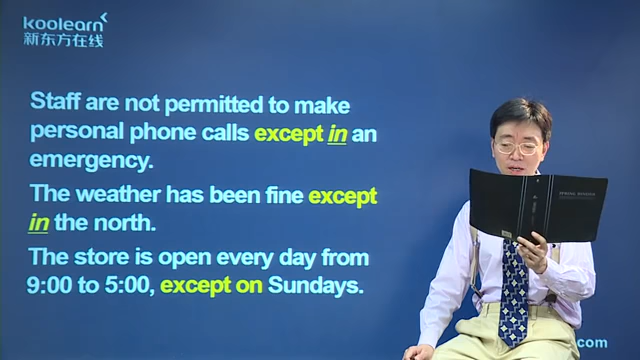 koolearn
新东方在线
Staff are not permitted to make
personal phone calls except in an
emergency.
The weather has been fine except
in the north.
The store is open every day from
9:00 to 5:00, except on Sundays.
.com